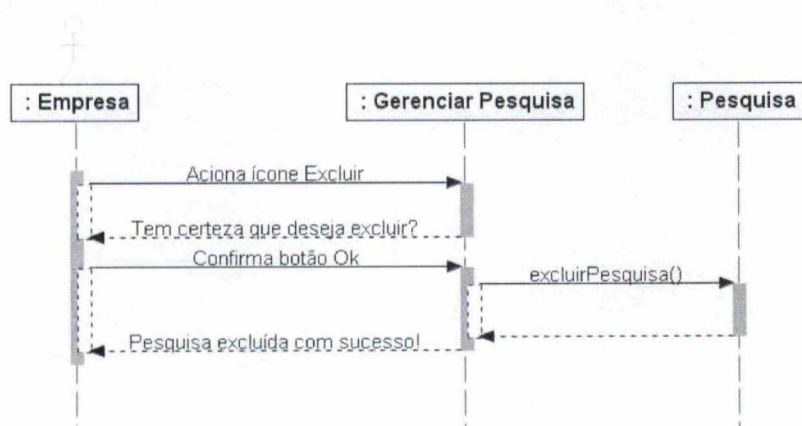 : Empresa
: Gerenciar Pesquisa
: Pesquisa
Aciona ícone Excluir
Tem certeza que deseja excluir?
Confirma botão Ok
excluirPesquisa()
Pesquisa excluída com sucesso!